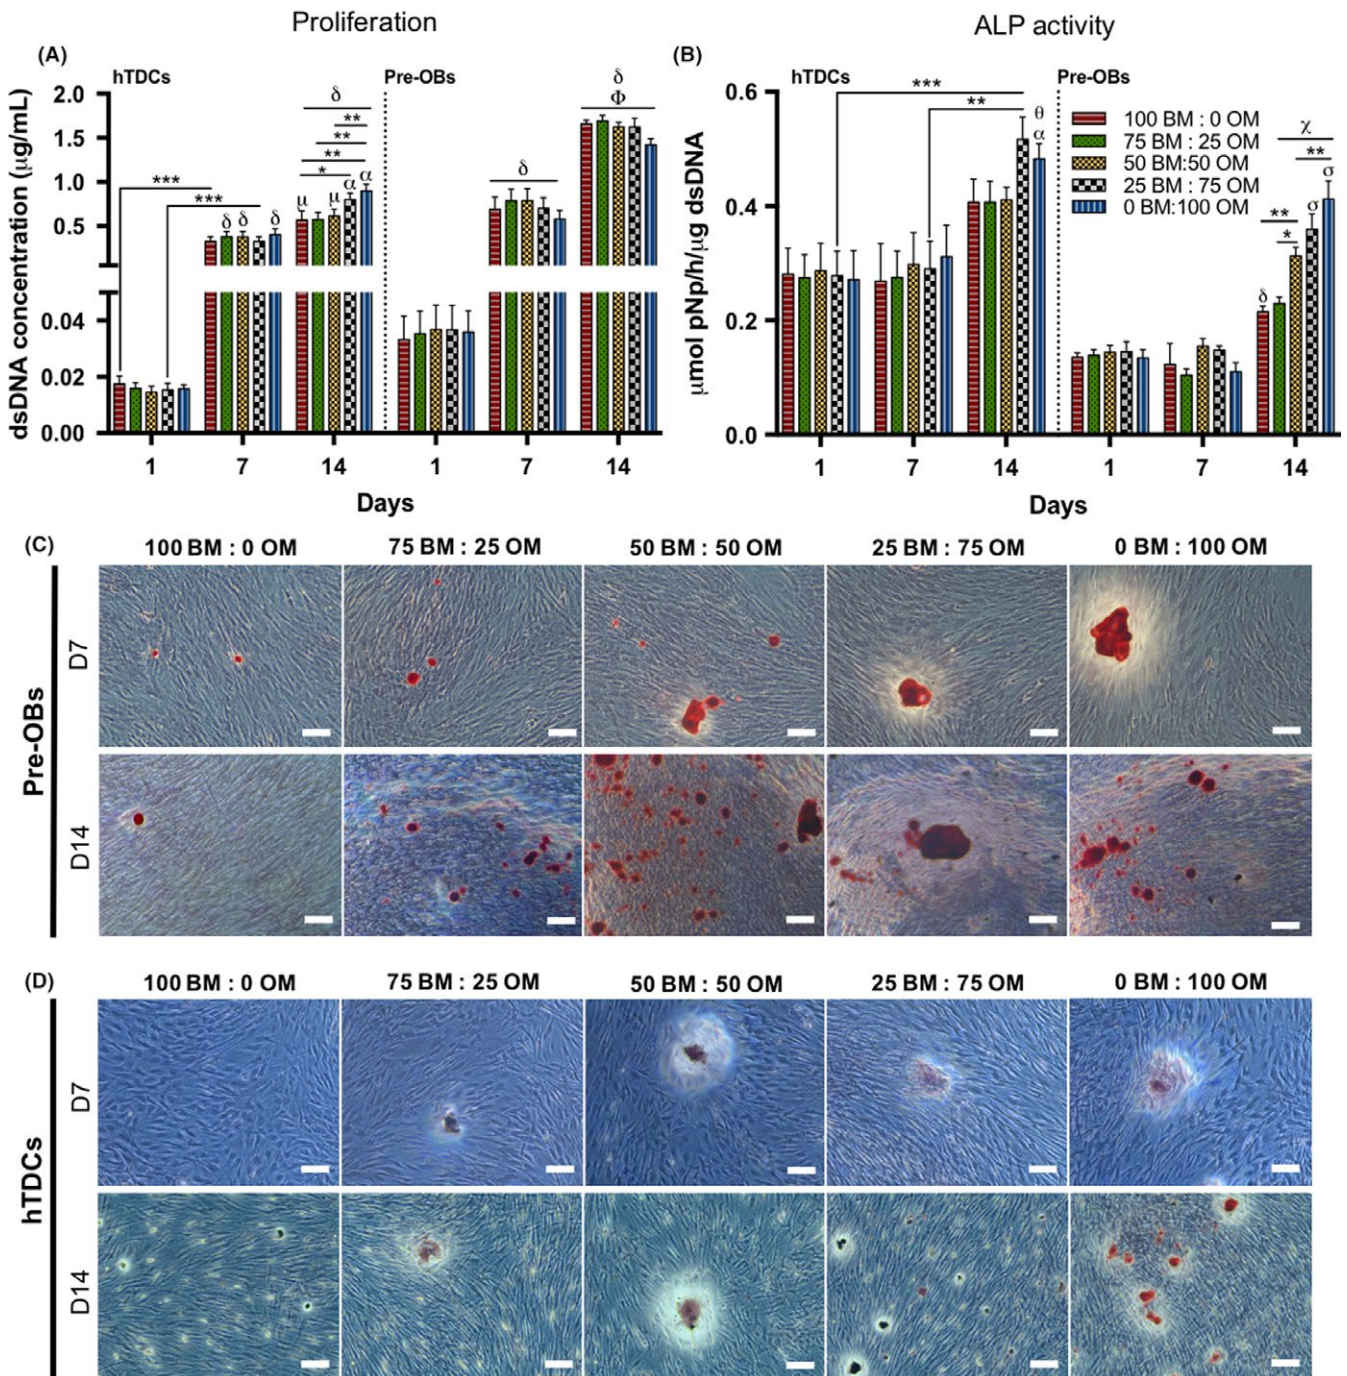 Proliferation
(A)
hTDCs
Pre-OBs
dsDNA concentration (µg/mL)
2.0
1.5
1.0
0.5
0.04
0.02
0.00
***
***
δ δ δ
δ
**
**
**
*
µ µ α α
δ
δ
Φ
1 7 14 1 7 14
Days
ALP activity
(B)
hTDCs
Pre-OBs
µmol pNp/h/µg dsDNA
0.6
0.4
0.2
0.0
***
**
θ
α
100 BM : 0 OM
75 BM : 25 OM
50 BM:50 OM
25 BM : 75 OM
0 BM:100 OM
χ
**
σ
**
σ
*
δ
1 7 14 1 7 14
Days
(C)
100 BM : 0 OM 75 BM : 25 OM 50 BM : 50 OM 25 BM : 75 OM 0 BM : 100 OM
Pre-OBs
D7
D14
(D)
100 BM : 0 OM 75 BM : 25 OM 50 BM : 50 OM 25 BM : 75 OM 0 BM : 100 OM
hTDCs
D7
D14